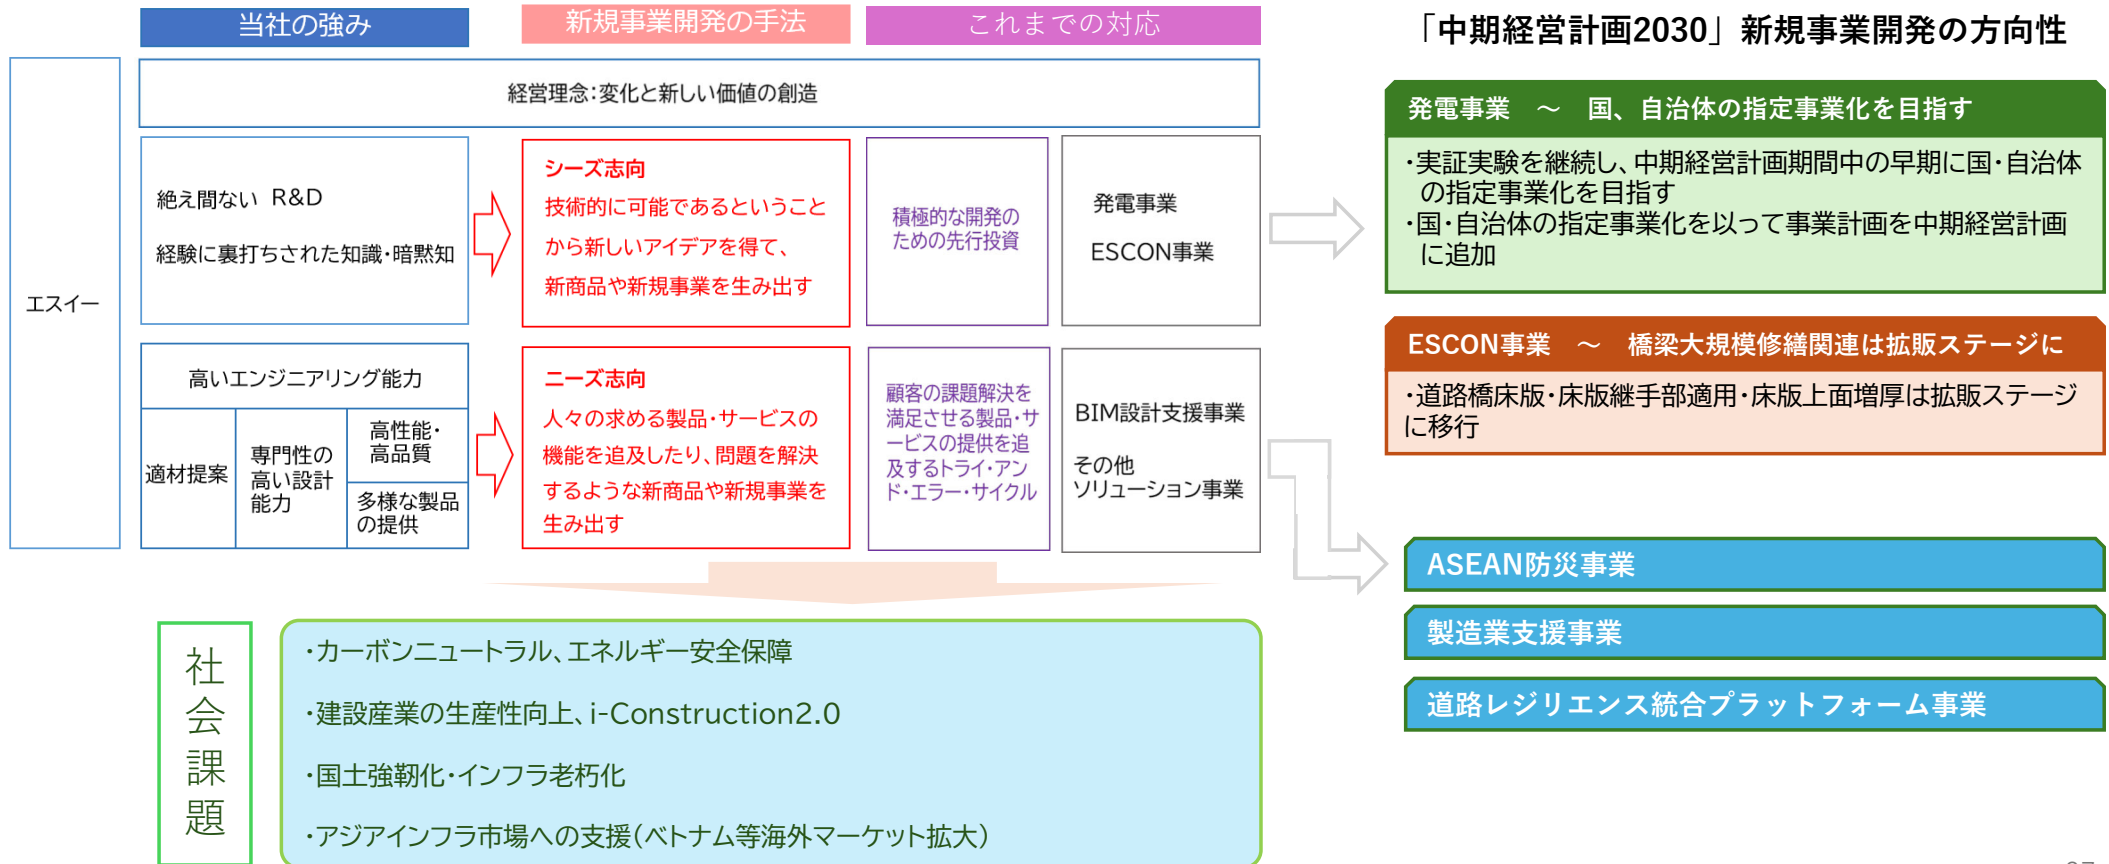 当社の強み
新規事業開発の手法
これまでの対応
「中期経営計画2030」新規事業開発の方向性
エスイー
経営理念：変化と新しい価値の創造
絶え間ない R&D
経験に裏打ちされた知識・暗黙知
シーズ志向
技術的に可能であるということ
から新しいアイデアを得て、
新商品や新規事業を生み出す
積極的な開発の
ための先行投資
発電事業
ESCON事業
高いエンジニアリング能力
適材提案
専門性の
高い設計
能力
高性能・
高品質
多様な製品
の提供
ニーズ志向
人々の求める製品・サービスの
機能を追及したり、問題を解決
するような新商品や新規事業を
生み出す
顧客の課題解決を
満足させる製品・サ
ービスの提供を追
及するトライ・アン
ド・エラー・サイクル
BIM設計支援事業
その他
ソリューション事業
発電事業　～　国、自治体の指定事業化を目指す
・実証実験を継続し、中期経営計画期間中の早期に国・自治体
の指定事業化を目指す
・国・自治体の指定事業化を以って事業計画を中期経営計画
に追加
ESCON事業　～　橋梁大規模修繕関連は拡販ステージに
・道路橋床版・床版継手部適用・床版上面増厚は拡販ステージ
に移行
ASEAN防災事業
製造業支援事業
道路レジリエンス統合プラットフォーム事業
社会課題
・カーボンニュートラル、エネルギー安全保障
・建設産業の生産性向上、i-Construction2.0
・国土強靭化・インフラ老朽化
・アジアインフラ市場への支援（ベトナム等海外マーケット拡大）